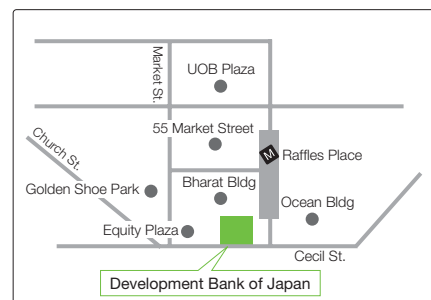 Market St.
UOB Plaza
Church St.
55 Market Street
M
Raffles Place
Golden Shoe Park
Bharat Bldg
Ocean Bldg
Equity Plaza
Cecil St.
Development Bank of Japan